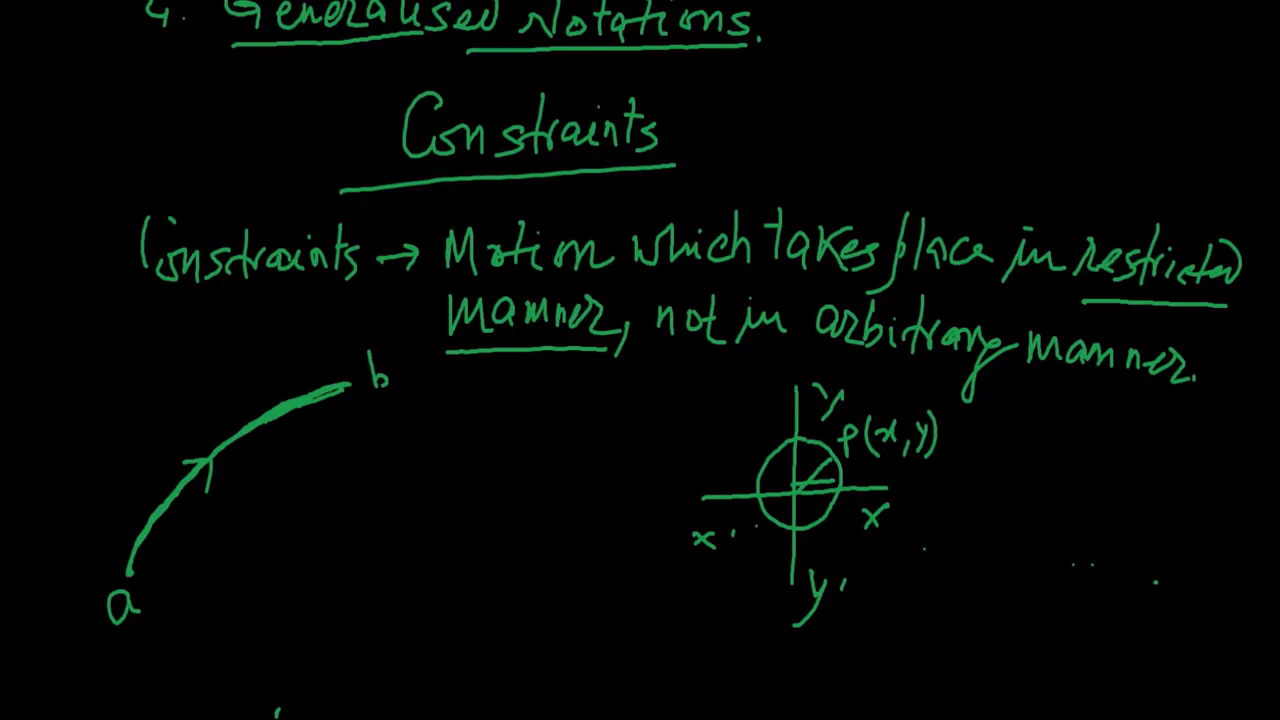 4. Generalised Notations.
Constraints
Constraints → Motion which takes place in restricted
manner, not in arbitrary manner.
b
y
P(x,y)
x
x'
y'
a